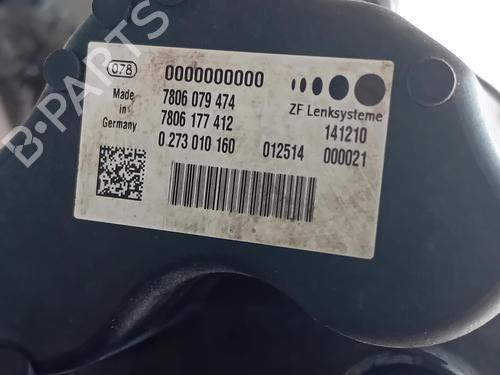 078
0000000000
ZF Lenksysteme
Made
in
Germany
7806 079 474
7806 177 412
141210
0 273 010 160
012514
000021
B-PARTS